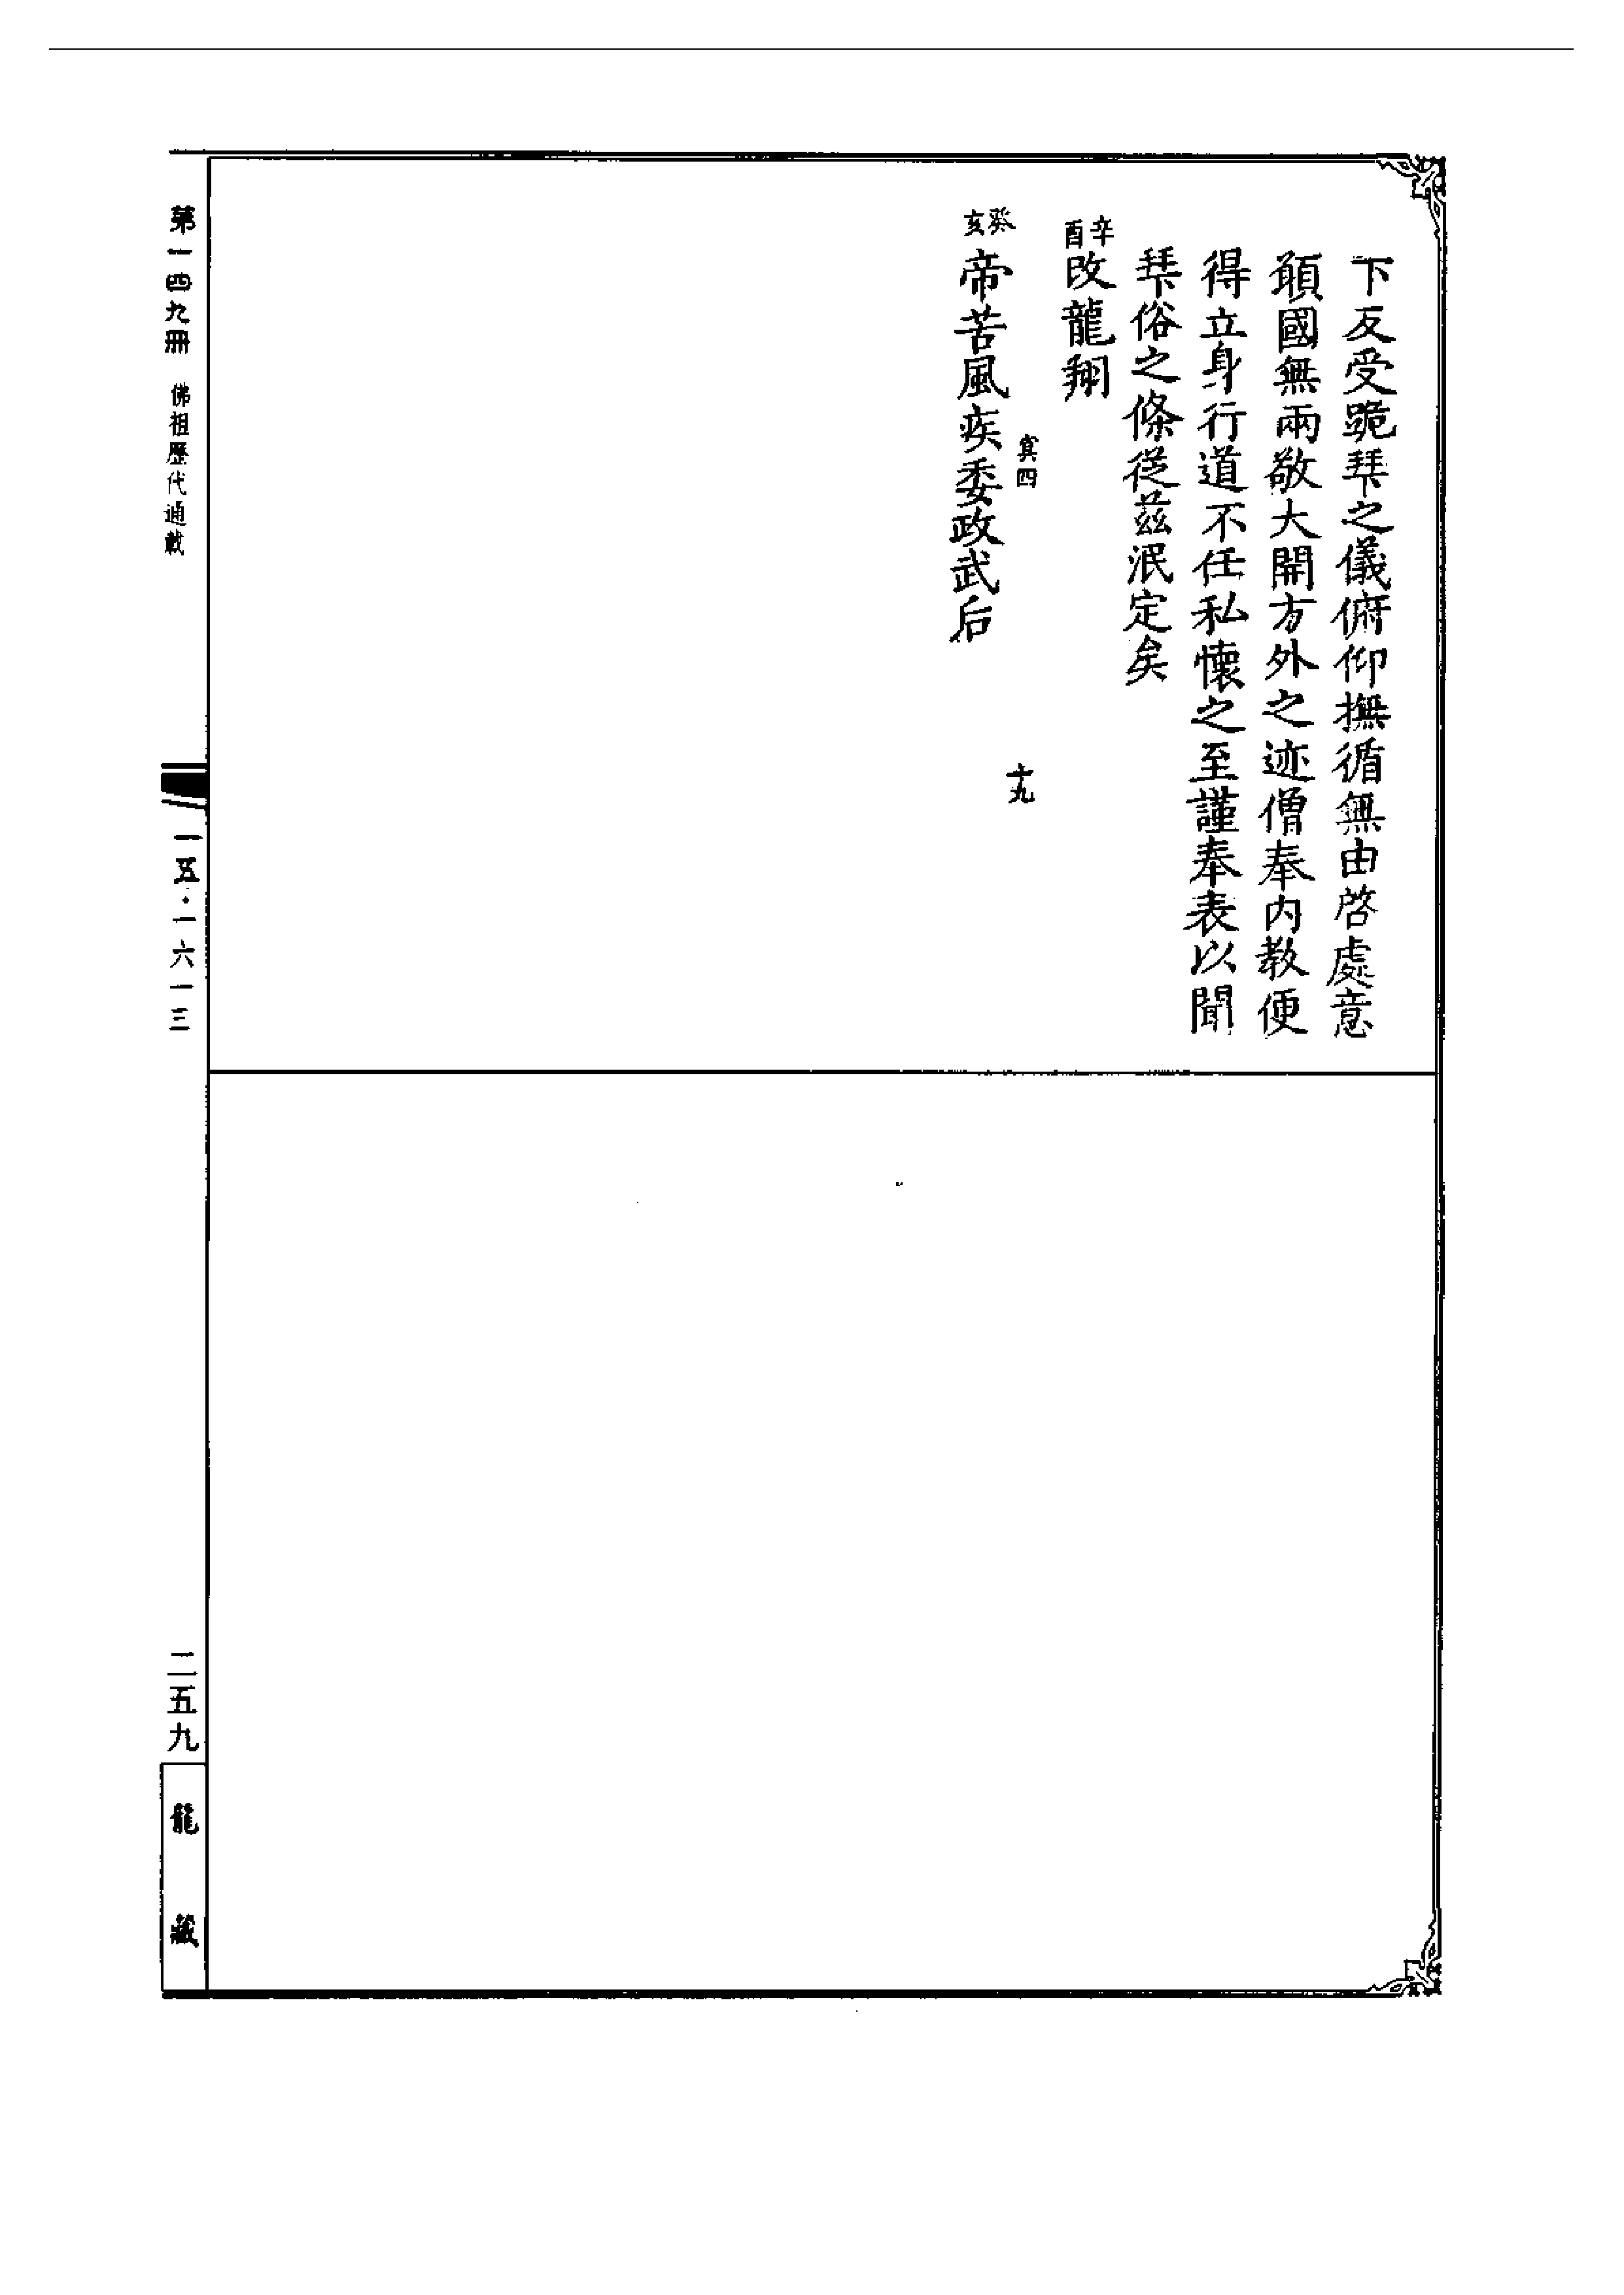 下反受跪拜之儀俯仰撫循無由啓處意
願國無兩敬大開方外之迹僧奉內教便
得立身行道不任私懷之至謹奉表以聞
拜俗之條從茲泯定矣
辛酉改龍翔
冥四 十九
癸亥帝苦風疾委政武后
第一四九冊 佛祖歷代通載 一五·一六一三 二五九 龍藏